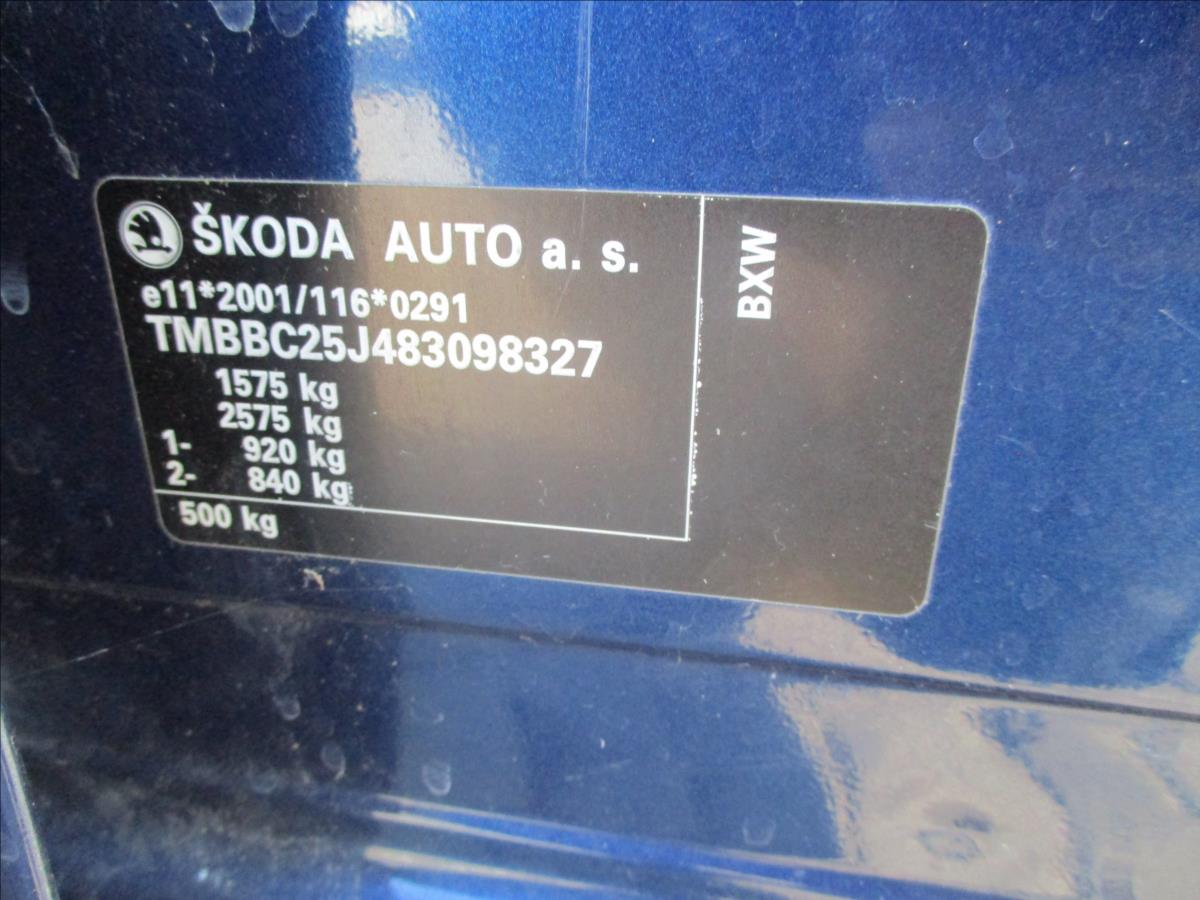 ŠKODA AUTO a. s.
e11*2001/116*0291
TMBBC25J483098327
1575 kg
2575 kg
1- 920 kg
2- 840 kg
500 kg
BXW